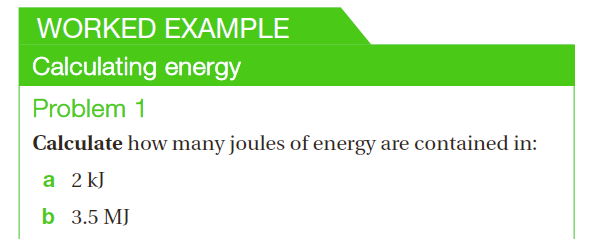 WORKED EXAMPLE
Calculating energy
Problem 1
Calculate how many joules of energy are contained in:
a 2 kJ
b 3.5 MJ